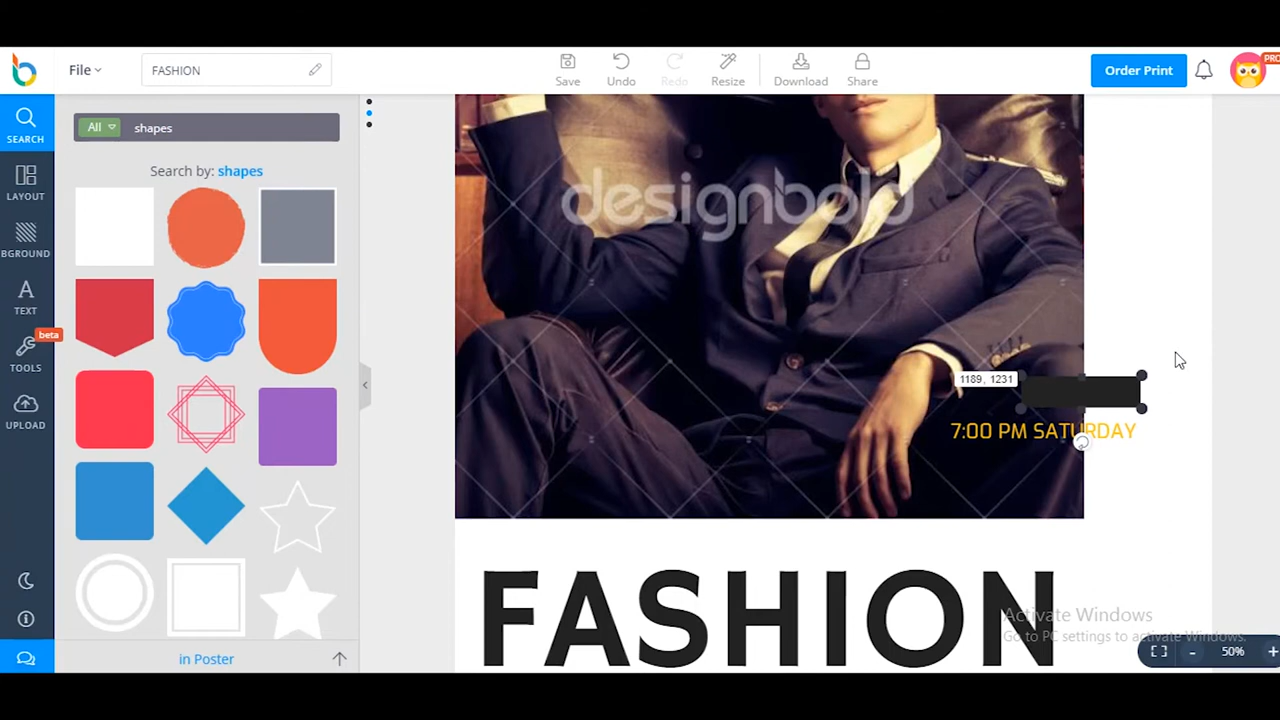 File
FASHION
Save
Undo
Redo
Resize
Download
Share
Order Print
PRO
SEARCH
LAYOUT
BGROUND
TEXT
beta
TOOLS
UPLOAD
All
shapes
Search by: shapes
in Poster
designbold
1189, 1231
7:00 PM SATURDAY
FASHION
Activate Windows
Go to PC settings to activate Windows.
50%